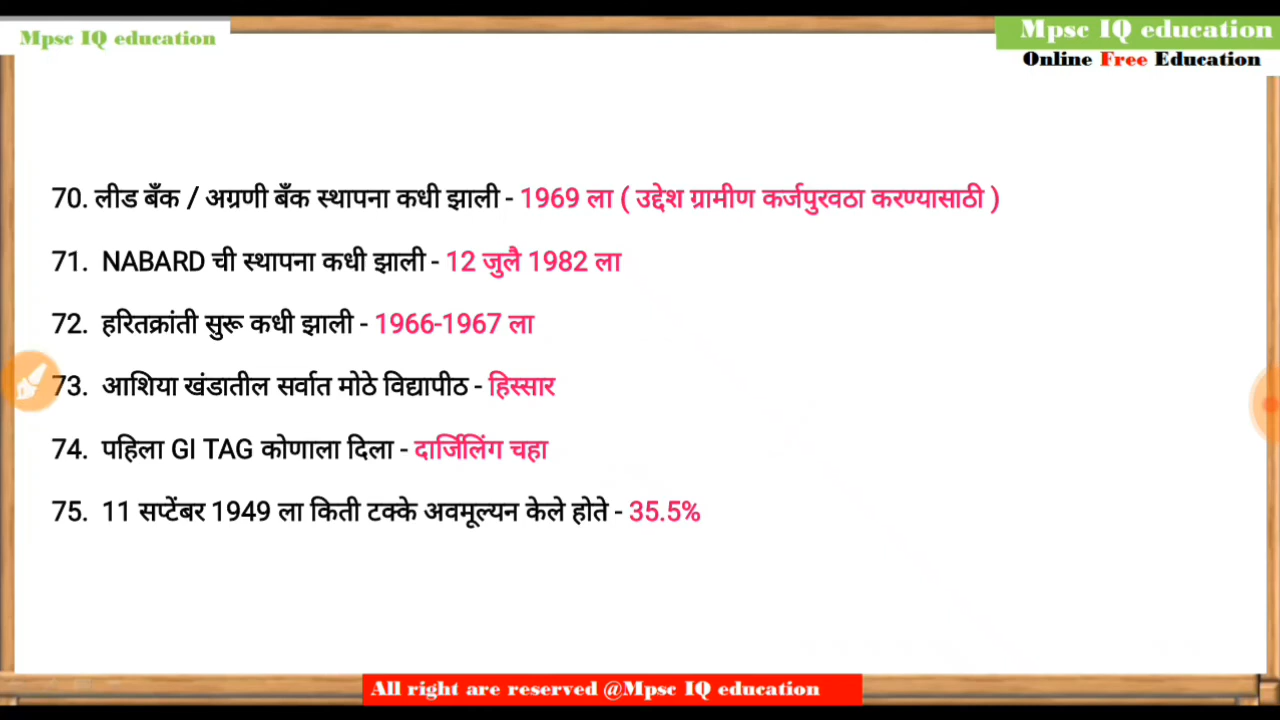 Mpsc IQ education
Mpsc IQ education
Online Free Education
70. लीड बँक / अग्रणी बँक स्थापना कधी झाली - 1969 ला ( उद्देश ग्रामीण कर्जपुरवठा करण्यासाठी )
71. NABARD ची स्थापना कधी झाली - 12 जुलै 1982 ला
72. हरितक्रांती सुरू कधी झाली - 1966-1967 ला
73. आशिया खंडातील सर्वात मोठे विद्यापीठ - हिस्सार
74. पहिला GI TAG कोणाला दिला - दार्जिलिंग चहा
75. 11 सप्टेंबर 1949 ला किती टक्के अवमूल्यन केले होते - 35.5%
All right are reserved @Mpsc IQ education